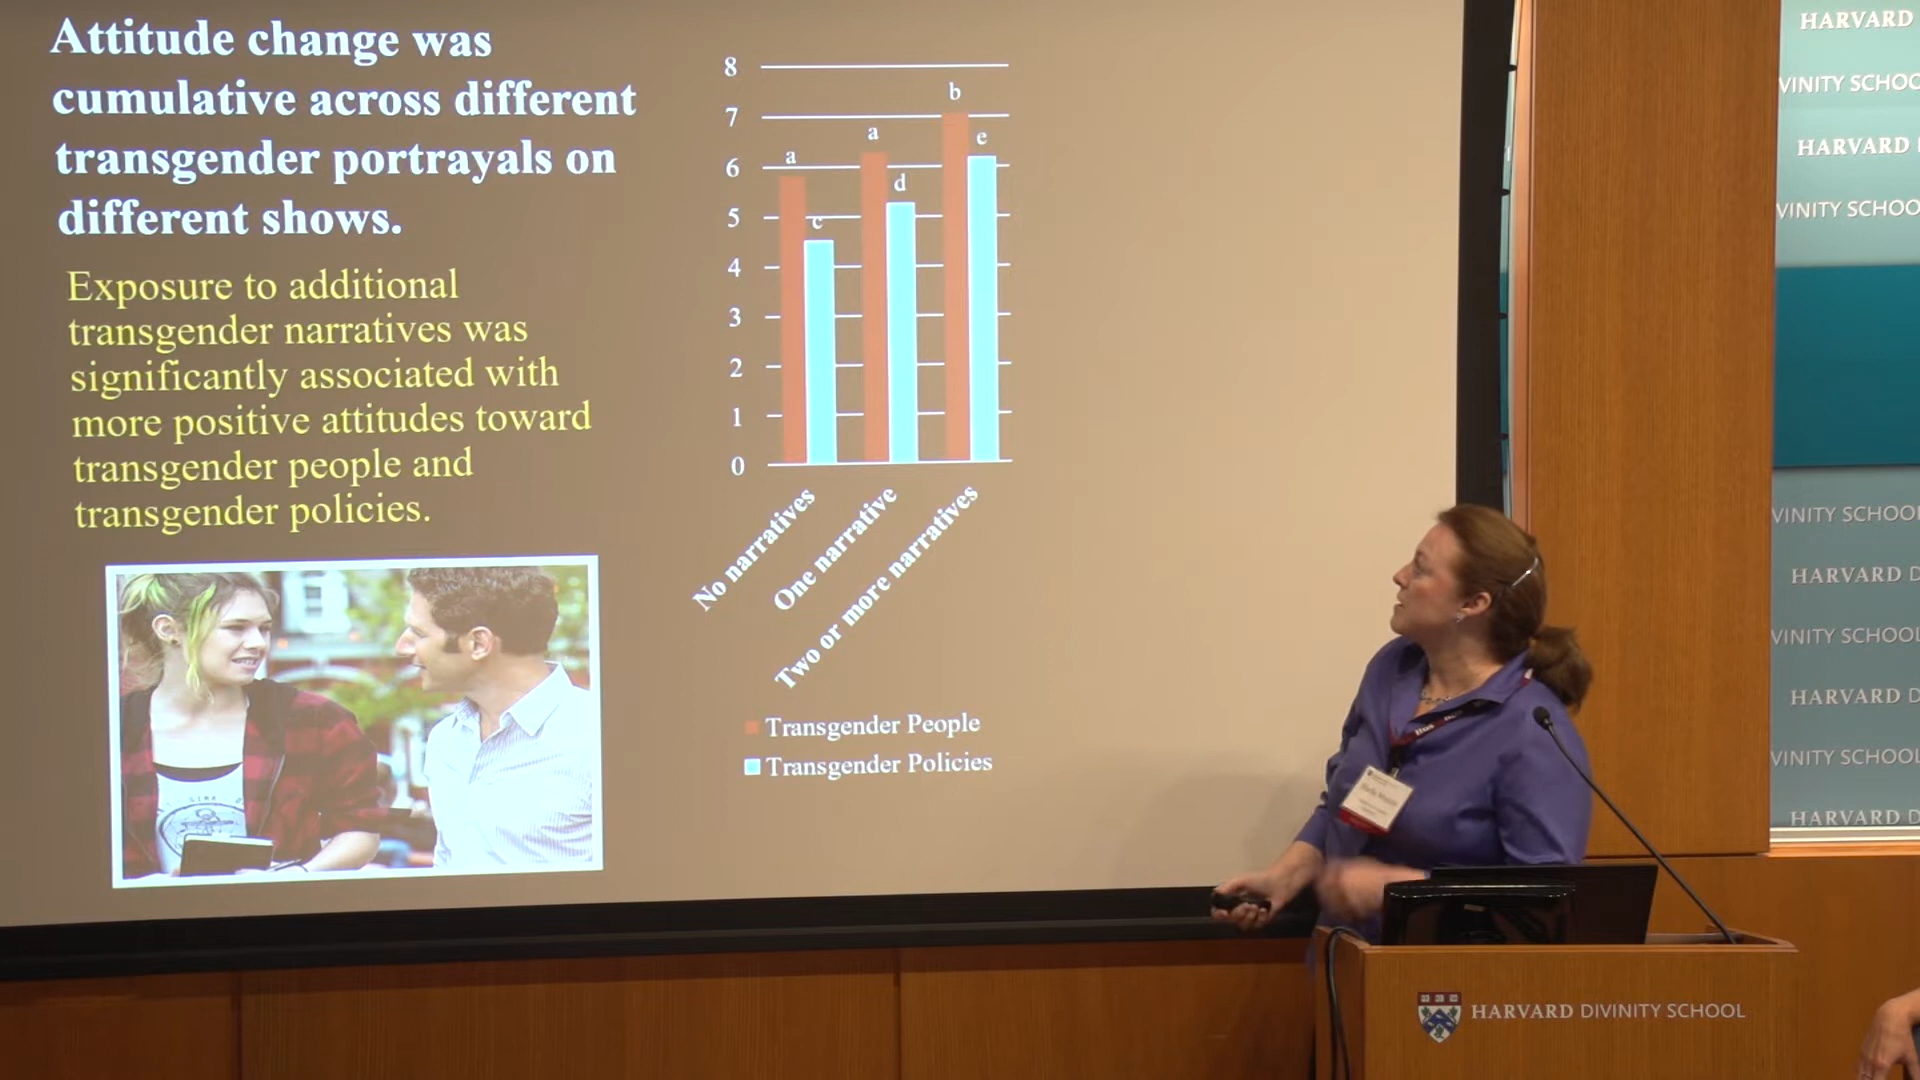 Attitude change was
cumulative across different
transgender portrayals on
different shows.
Exposure to additional
transgender narratives was
significantly associated with
more positive attitudes toward
transgender people and
transgender policies.
8
7
6
5
4
3
2
1
0
a
c
a
d
b
e
No narratives
One narrative
Two or more narratives
Transgender People
Transgender Policies
HARVARD
VINITY SCHOO
HARVARD
VINITY SCHOO
VINITY SCHOOL
HARVARD D
VINITY SCHOOL
HARVARD D
VINITY SCHOOL
HARVARD D
HARVARD DIVINITY SCHOOL